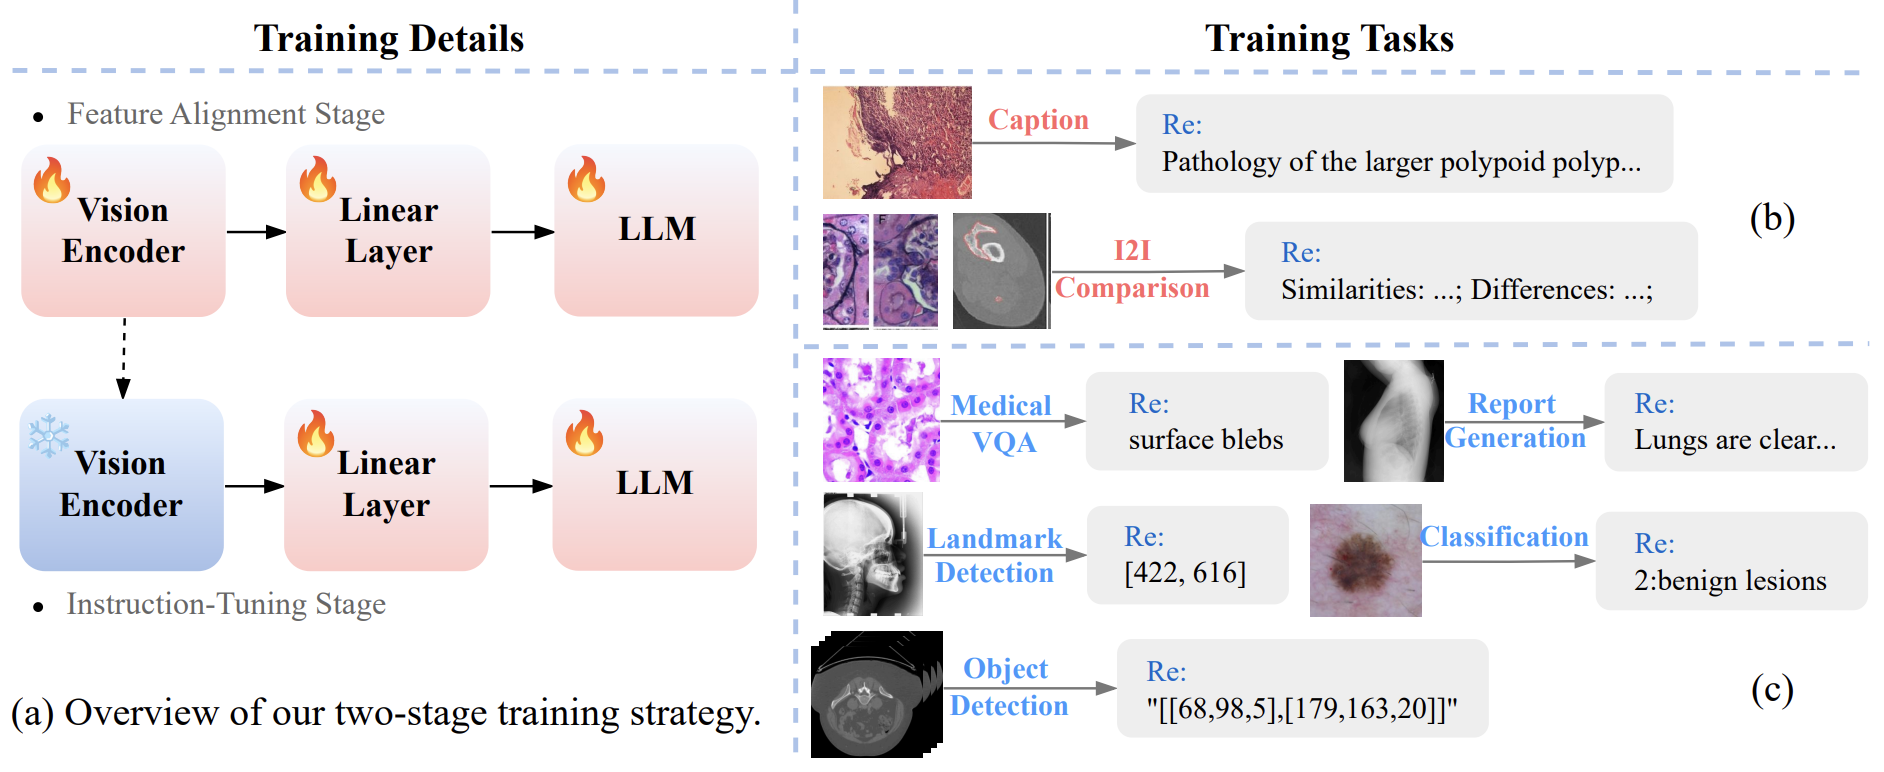 Training Details
Feature Alignment Stage
Vision
Encoder
Linear
Layer
LLM
Vision
Encoder
Linear
Layer
LLM
Instruction-Tuning Stage
(a) Overview of our two-stage training strategy.
Training Tasks
Caption
Re:
Pathology of the larger polypoid polyp...
F
I2I
Comparison
Re:
Similarities: ...; Differences: ...;
(b)
Medical
VQA
Re:
surface blebs
Report
Generation
Re:
Lungs are clear...
Landmark
Detection
Re:
[422, 616]
Classification
Re:
2:benign lesions
Object
Detection
Re:
"[[68,98,5],[179,163,20]]"
(c)